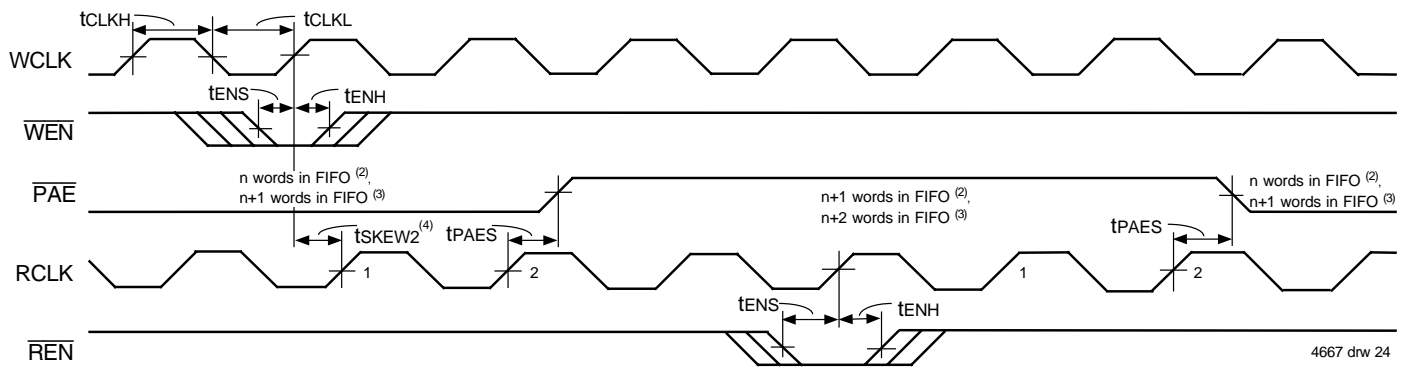 tCLKH tCLKL
WCLK
tENS tENH
WEN
n words in FIFO (2),
n+1 words in FIFO (3)
PAE
n+1 words in FIFO (2),
n+2 words in FIFO (3)
n words in FIFO (2),
n+1 words in FIFO (3)
tSKEW2(4) tPAES tPAES
RCLK 1 2 1 2
tENS tENH
REN
4667 drw 24